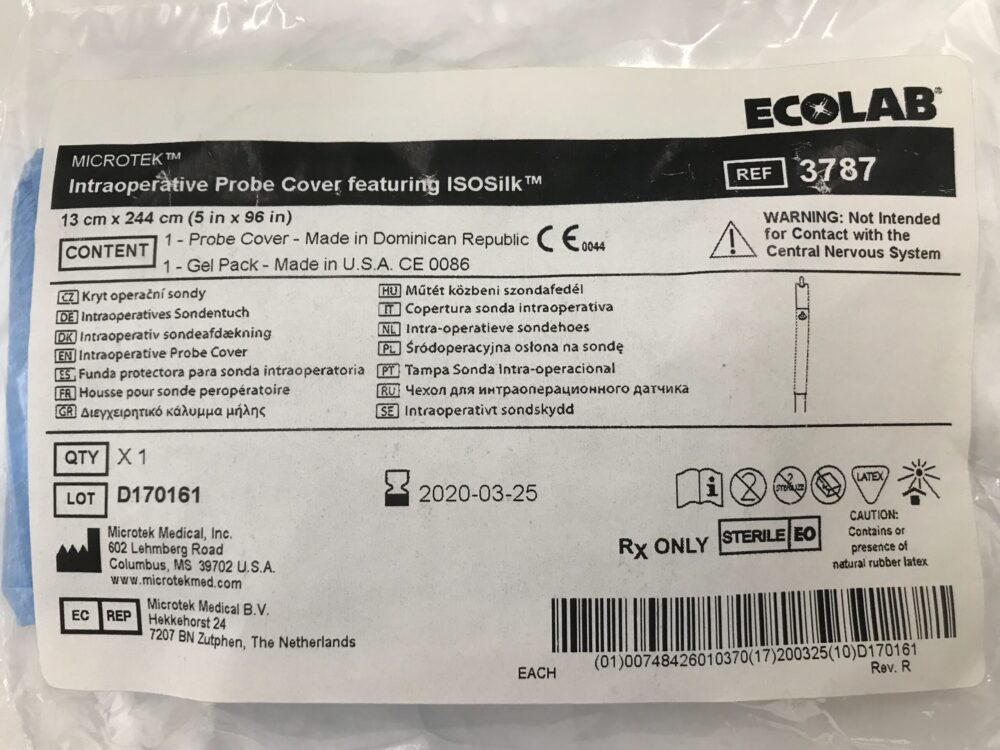 ECOLAB®
MICROTEK™
Intraoperative Probe Cover featuring ISOSilk™
REF 3787
13 cm x 244 cm (5 in x 96 in)
CONTENT
1 - Probe Cover - Made in Dominican Republic CE 0044
1 - Gel Pack - Made in U.S.A. CE 0086
WARNING: Not Intended
for Contact with the
Central Nervous System
CZ Kryt operační sondy
DE Intraoperatives Sondentuch
DK Intraoperativ sondeafdækning
EN Intraoperative Probe Cover
ES Funda protectora para sonda intraoperatoria
FR Housse pour sonde peropératoire
GR Διεγχειρητικό κάλυμμα μήλης
HU Műtét közbeni szondafedél
IT Copertura sonda intraoperativa
NL Intra-operatieve sondehoes
PL Śródoperacyjna osłona na sondę
PT Tampa Sonda Intra-operacional
RU Чехол для интраоперационного датчика
SE Intraoperativt sondskydd
QTY X 1
LOT D170161
2020-03-25
i 2 2 STERILIZE LATEX
Microtek Medical, Inc.
602 Lehmberg Road
Columbus, MS 39702 U.S.A.
www.microtekmed.com
Rx ONLY STERILE EO
CAUTION:
Contains or
presence of
natural rubber latex
EC REP
Microtek Medical B.V.
Hekkehorst 24
7207 BN Zutphen, The Netherlands
EACH
(01)00748426010370(17)200325(10)D170161
Rev. R